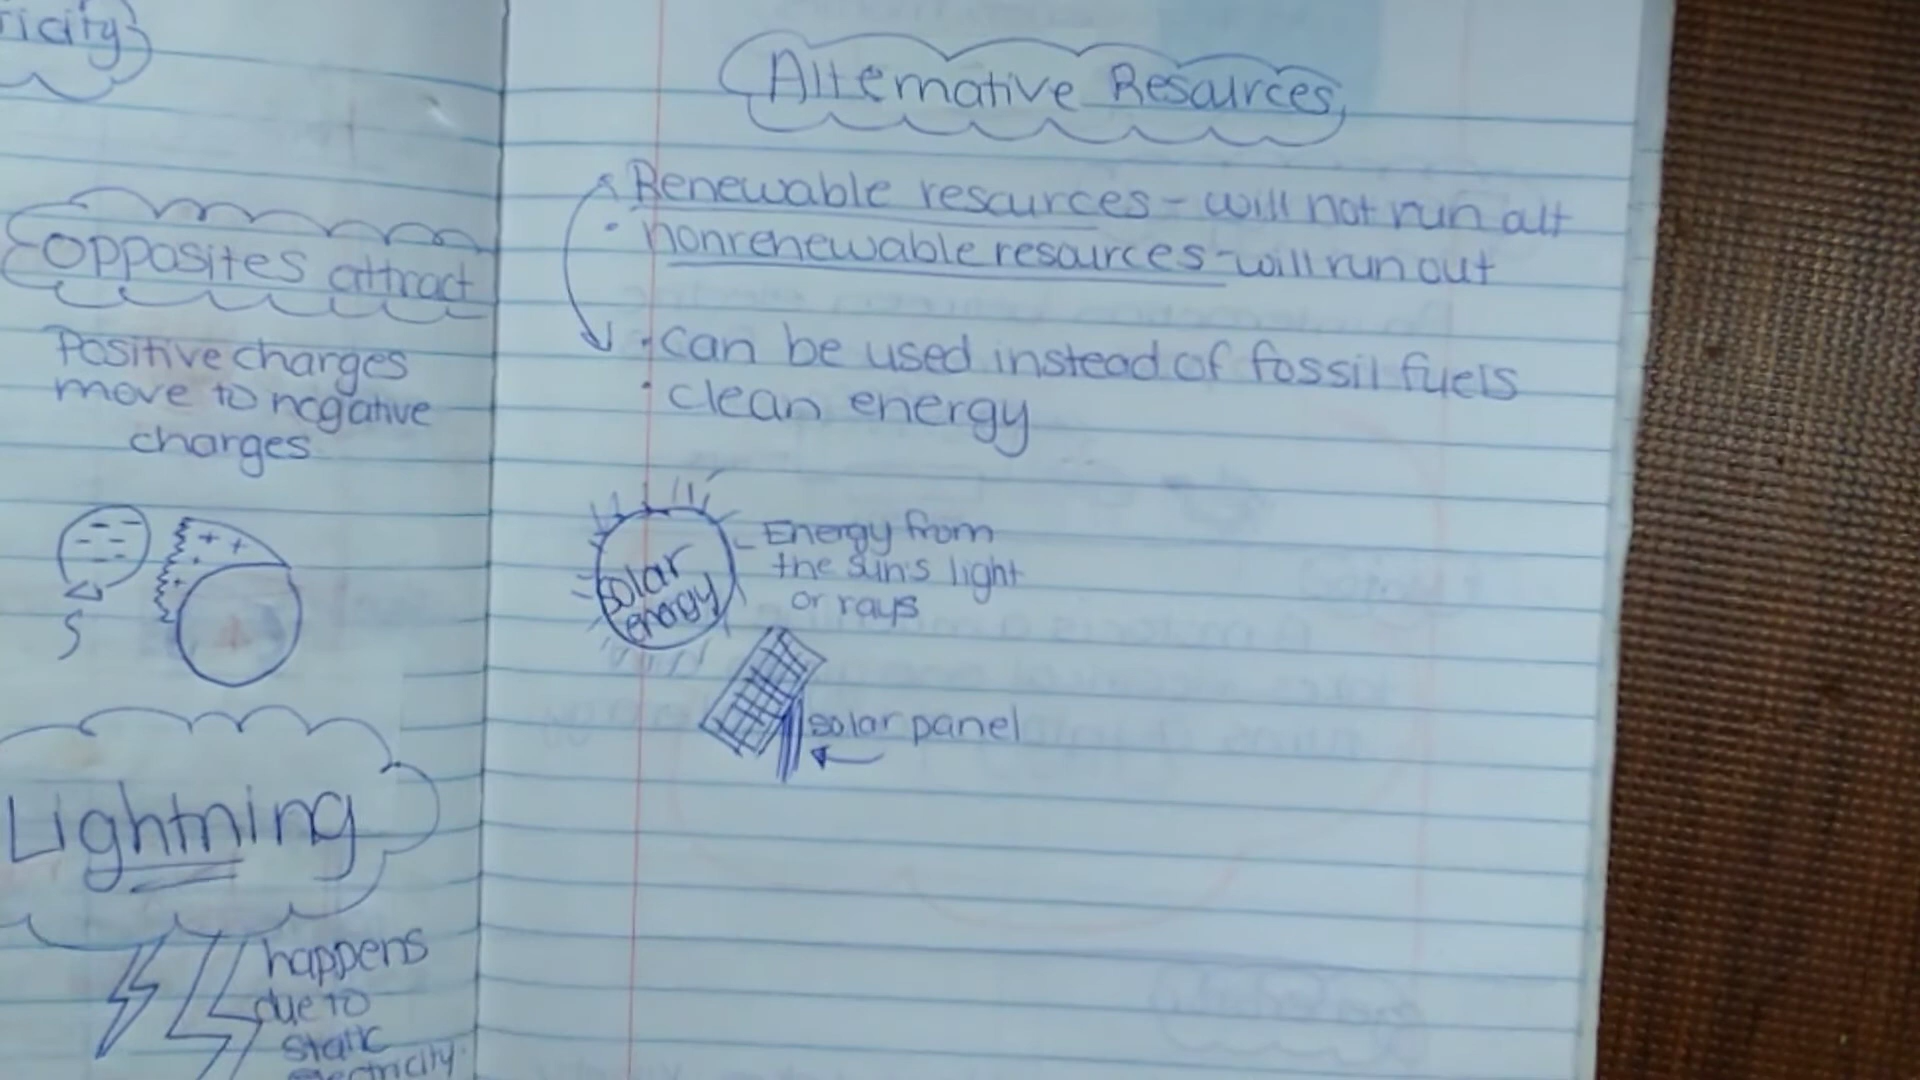 Opposites attract
Positive charges
move to negative
charges
Lightning
happens
due to
static
electricity.
Alternative Resources
Renewable resources - will not run out
• nonrenewable resources - will run out
• can be used instead of fossil fuels
• clean energy
solar
energy
- Energy from
the sun's light
or rays
solar panel